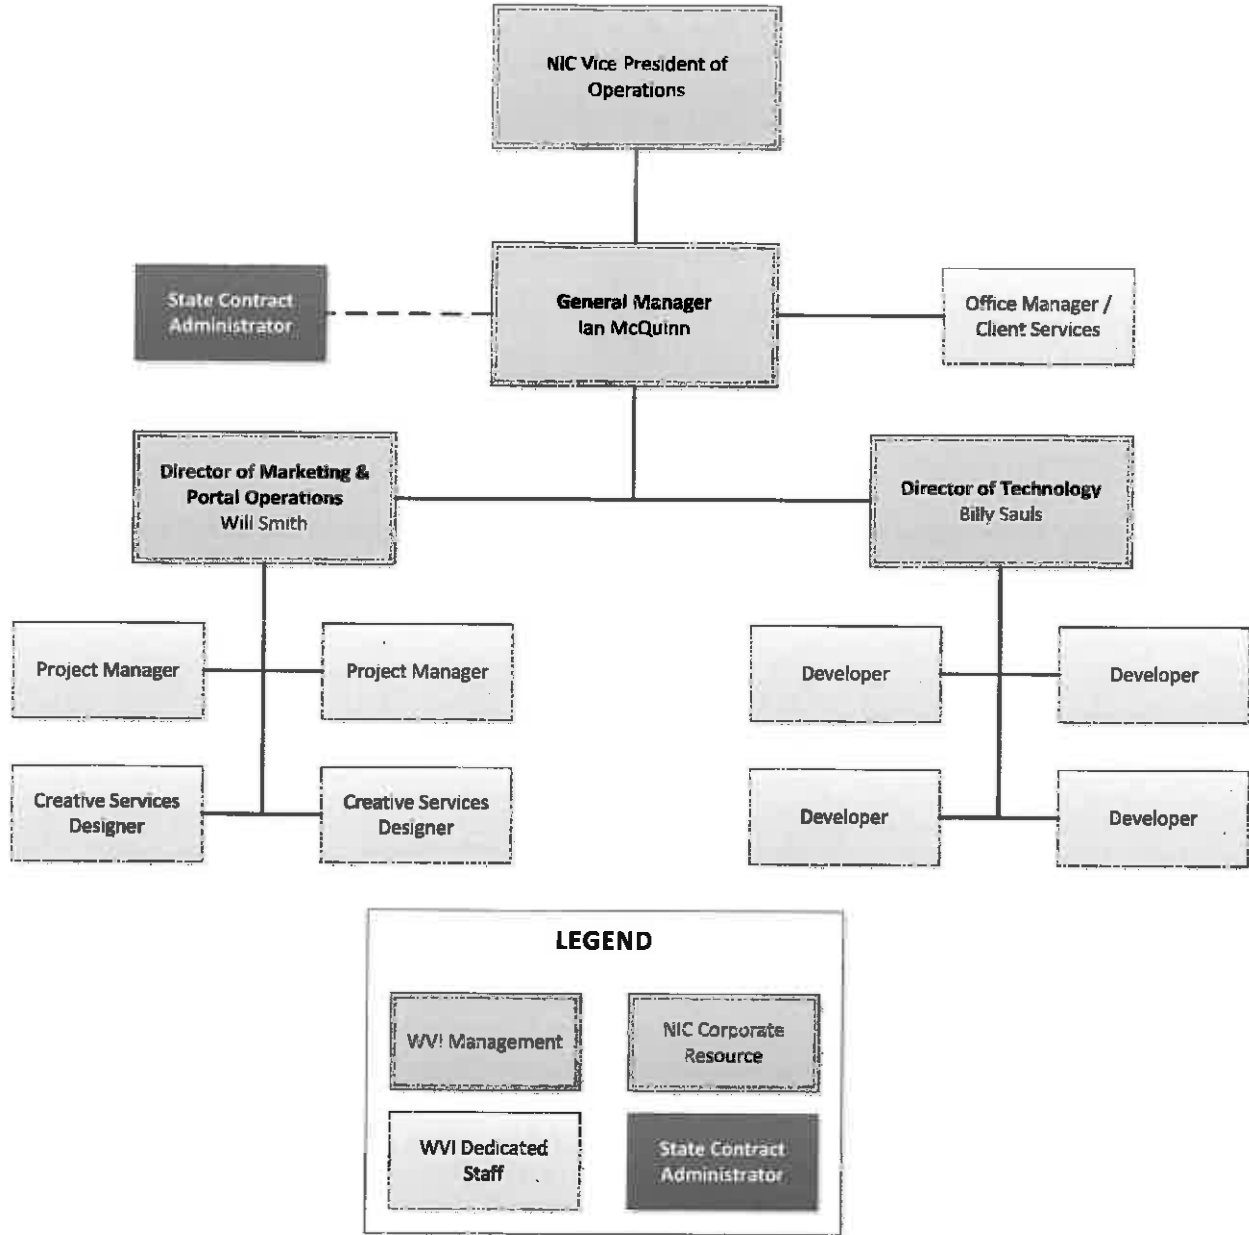 NIC Vice President of
Operations
State Contract
Administrator
General Manager
Ian McQuinn
Office Manager /
Client Services
Director of Marketing &
Portal Operations
Will Smith
Director of Technology
Billy Sauls
Project Manager
Project Manager
Developer
Developer
Creative Services
Designer
Creative Services
Designer
Developer
Developer
LEGEND
WVI Management
NIC Corporate
Resource
WVI Dedicated
Staff
State Contract
Administrator